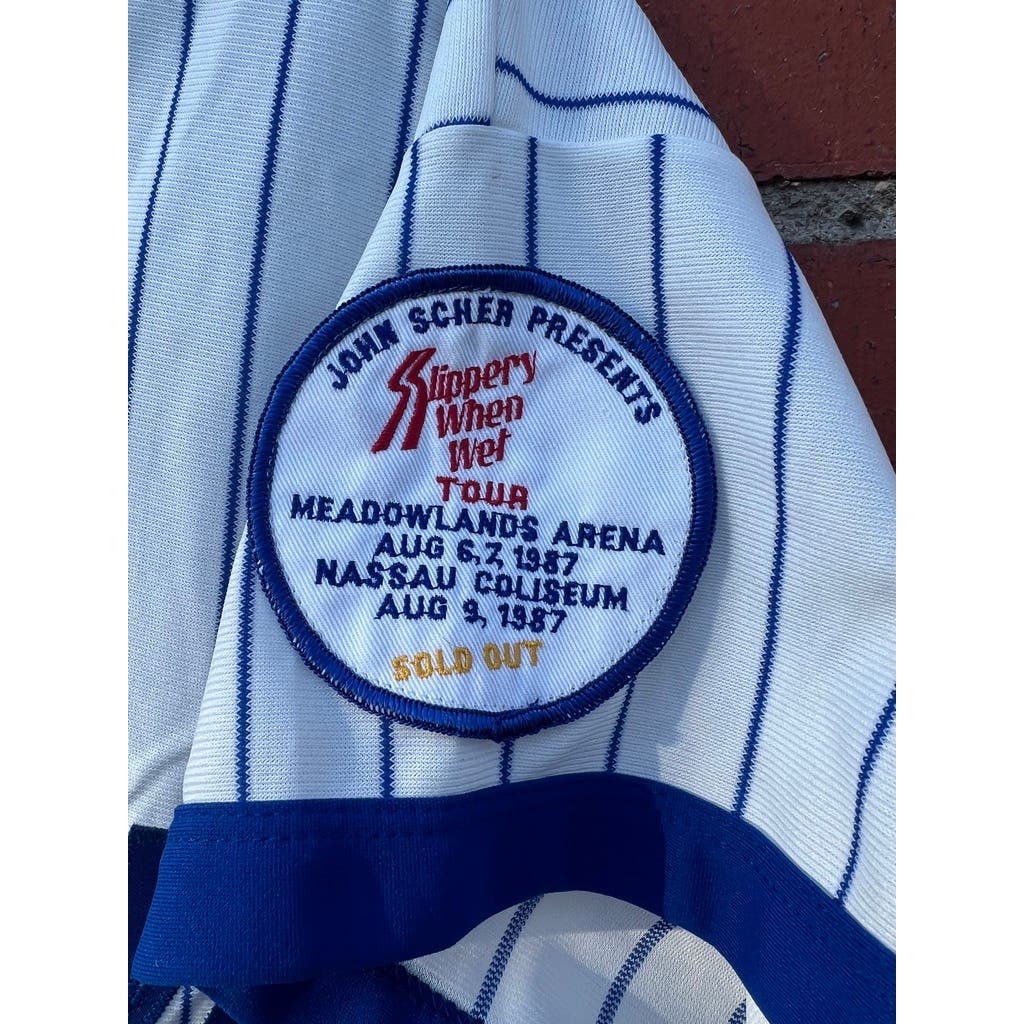 JOHN SCHER PRESENTS
Slippery
When
Wet
TOUR
MEADOWLANDS ARENA
AUG 6,7, 1987
NASSAU COLISEUM
AUG 9, 1987
SOLD OUT